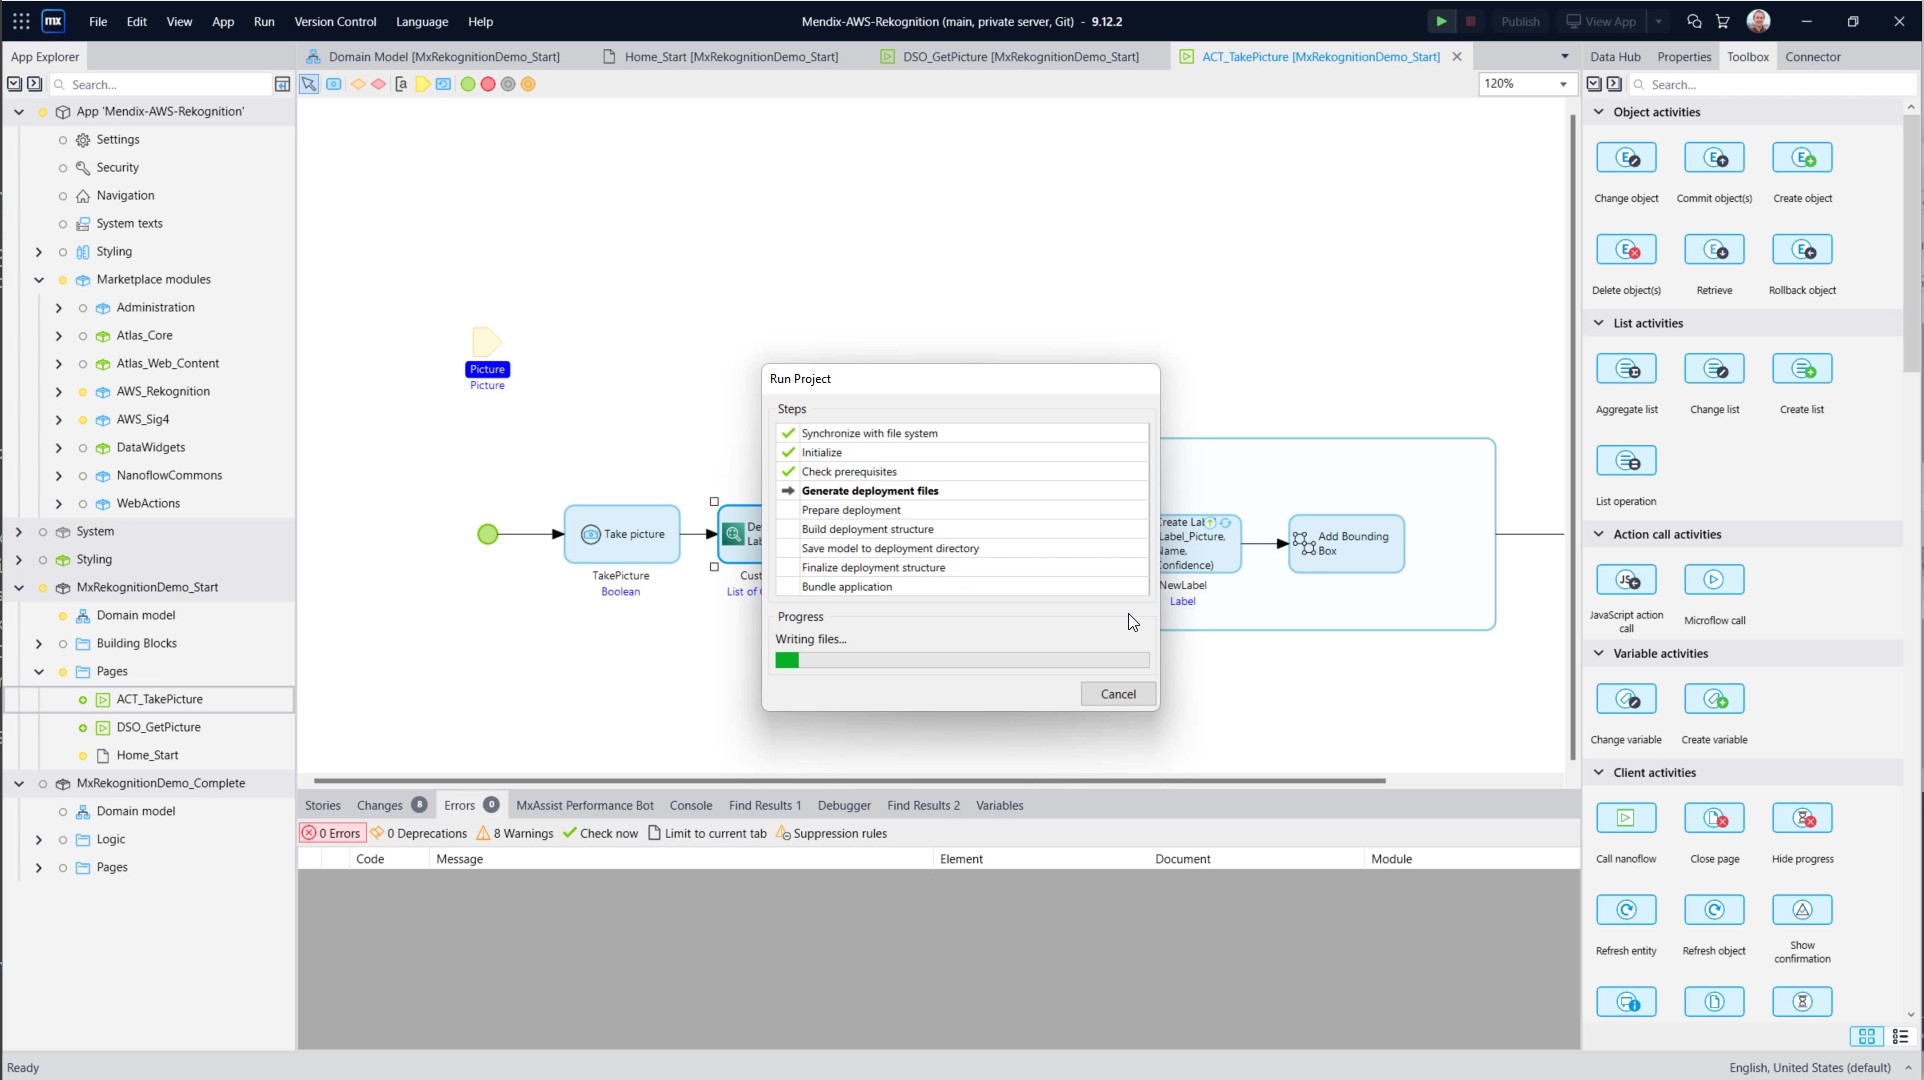 mx File Edit View App Run Version Control Language Help
Mendix-AWS-Rekognition (main, private server, Git) - 9.12.2
Publish View App
App Explorer
Domain Model [MxRekognitionDemo_Start] Home_Start [MxRekognitionDemo_Start] DSO_GetPicture [MxRekognitionDemo_Start] ACT_TakePicture [MxRekognitionDemo_Start]
Data Hub Properties Toolbox Connector
Search...
120%
Search...
App 'Mendix-AWS-Rekognition'
Settings
Security
Navigation
System texts
Styling
Marketplace modules
Administration
Atlas_Core
Atlas_Web_Content
AWS_Rekognition
AWS_Sig4
DataWidgets
NanoflowCommons
WebActions
System
Styling
MxRekognitionDemo_Start
Domain model
Building Blocks
Pages
ACT_TakePicture
DSO_GetPicture
Home_Start
MxRekognitionDemo_Complete
Domain model
Logic
Pages
Picture
Picture
Take picture
TakePicture
Boolean
De
Lab
Cust
List of
Run Project
Steps
Synchronize with file system
Initialize
Check prerequisites
Generate deployment files
Prepare deployment
Build deployment structure
Save model to deployment directory
Finalize deployment structure
Bundle application
Progress
Writing files...
Cancel
Label_Picture,
Name,
Confidence)
NewLabel
Label
Add Bounding
Box
Stories Changes 8 Errors 0 MxAssist Performance Bot Console Find Results 1 Debugger Find Results 2 Variables
0 Errors 0 Deprecations 8 Warnings Check now Limit to current tab Suppression rules
Code Message Element Document Module
Object activities
Change object Commit object(s) Create object
Delete object(s) Retrieve Rollback object
List activities
Aggregate list Change list Create list
List operation
Action call activities
JavaScript action
call
Microflow call
Variable activities
Change variable Create variable
Client activities
Call nanoflow Close page Hide progress
Refresh entity Refresh object Show
confirmation
Ready
English, United States (default)